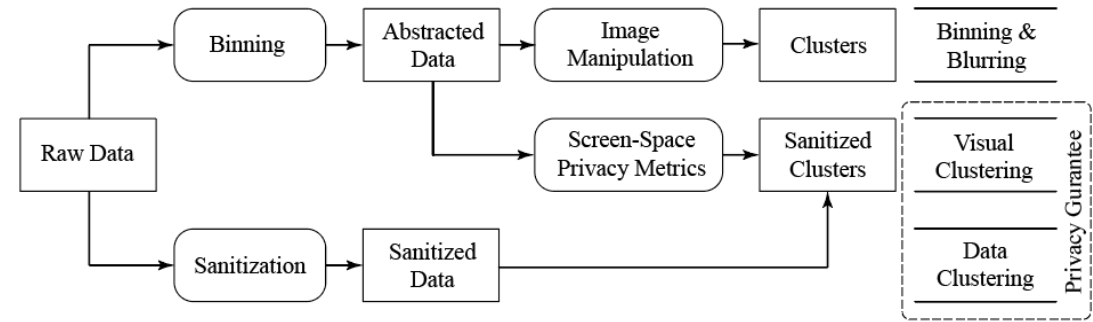 Binning
Abstracted
Data
Image
Manipulation
Clusters
Binning &
Blurring
Raw Data
Screen-Space
Privacy Metrics
Sanitized
Clusters
Visual
Clustering
Sanitization
Sanitized
Data
Data
Clustering
Privacy Gurantee